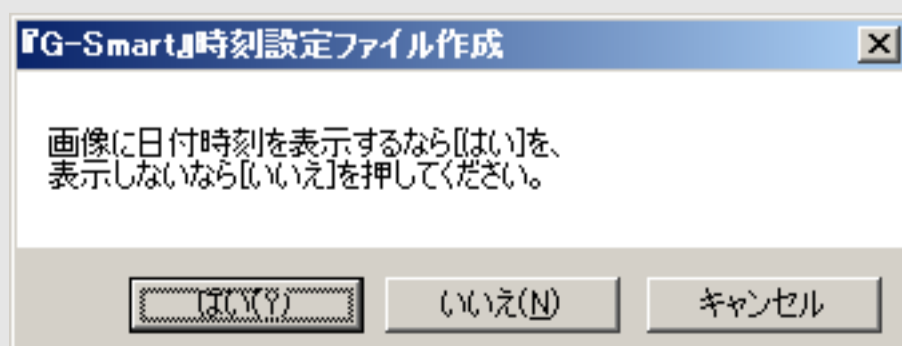 『G-Smart』時刻設定ファイル作成
画像に日付時刻を表示するなら[はい]を、
表示しないなら[いいえ]を押してください。
はい(Y)
いいえ(N)
キャンセル